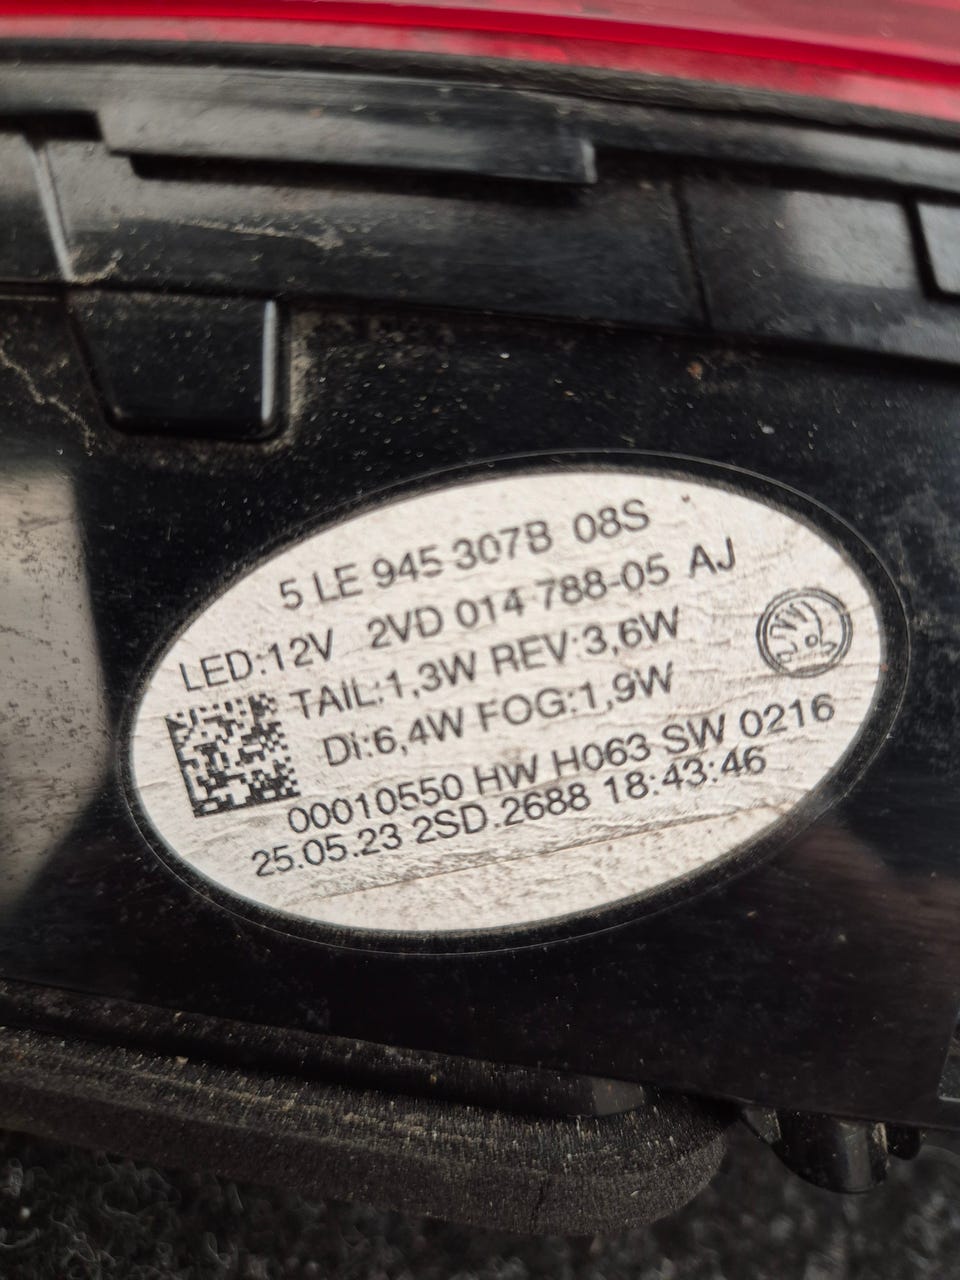 5 LE 945 307B 08S
LED:12V 2VD 014 788-05 AJ
TAIL:1,3W REV:3,6W
Di:6,4W FOG:1,9W
00010550 HW H063 SW 0216
25.05.23 2SD.2688 18:43:46